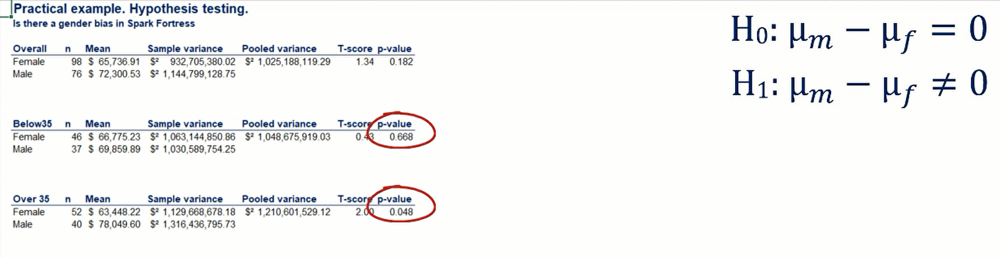 Practical example. Hypothesis testing.
Is there a gender bias in Spark Fortress
H₀: μₘ − μ_f = 0
H₁: μₘ − μ_f ≠ 0
Overall n Mean Sample variance Pooled variance T-score p-value
Female 98 $ 65,736.91 $² 932,705,380.02 $² 1,025,188,119.29 1.34 0.182
Male 76 $ 72,300.53 $² 1,144,799,128.75
Below35 n Mean Sample variance Pooled variance T-score p-value
Female 46 $ 66,775.23 $² 1,063,144,850.86 $² 1,048,675,919.03 0.43 0.668
Male 37 $ 69,859.89 $² 1,030,589,754.25
Over 35 n Mean Sample variance Pooled variance T-score p-value
Female 52 $ 63,448.22 $² 1,129,668,678.18 $² 1,210,601,529.12 2.00 0.048
Male 40 $ 78,049.60 $² 1,316,436,795.73